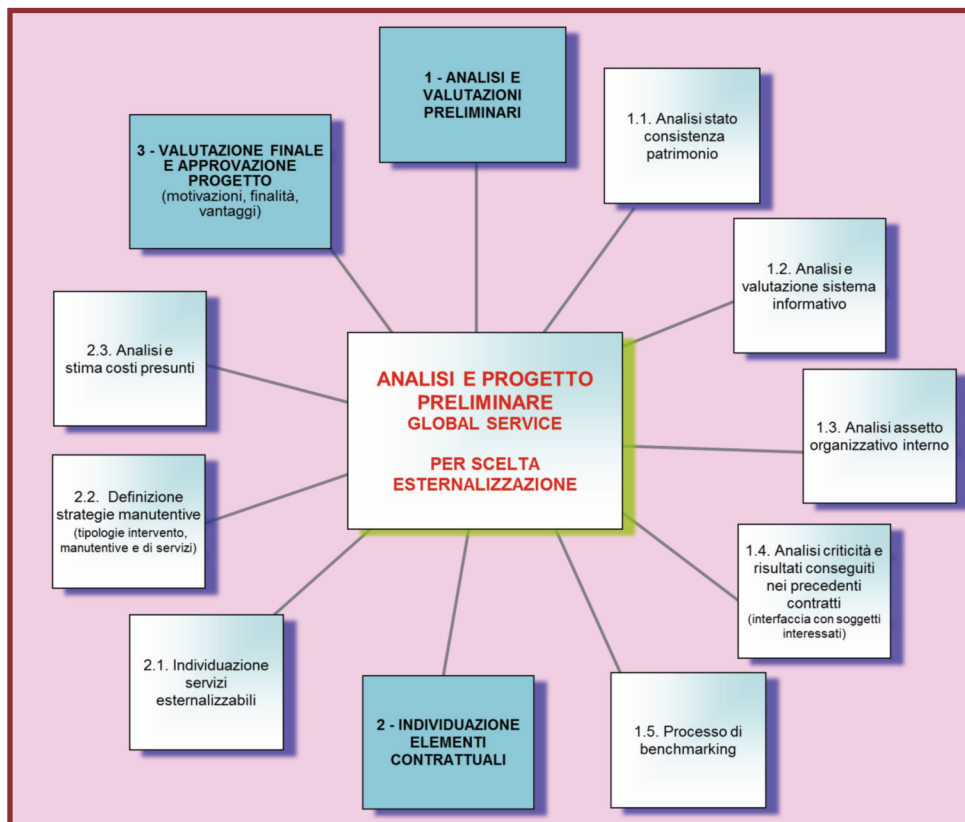 1 - ANALISI E
VALUTAZIONI
PRELIMINARI
1.1. Analisi stato
consistenza
patrimonio
1.2. Analisi e
valutazione sistema
informativo
1.3. Analisi assetto
organizzativo interno
1.4. Analisi criticità e
risultati conseguiti
nei precedenti
contratti
(interfaccia con soggetti
interessati)
1.5. Processo di
benchmarking
2 - INDIVIDUAZIONE
ELEMENTI
CONTRATTUALI
2.1. Individuazione
servizi
esternalizzabili
2.2. Definizione
strategie manutentive
(tipologie intervento,
manutentive e di servizi)
2.3. Analisi e
stima costi presunti
3 - VALUTAZIONE FINALE
E APPROVAZIONE
PROGETTO
(motivazioni, finalità,
vantaggi)
ANALISI E PROGETTO
PRELIMINARE
GLOBAL SERVICE
PER SCELTA
ESTERNALIZZAZIONE